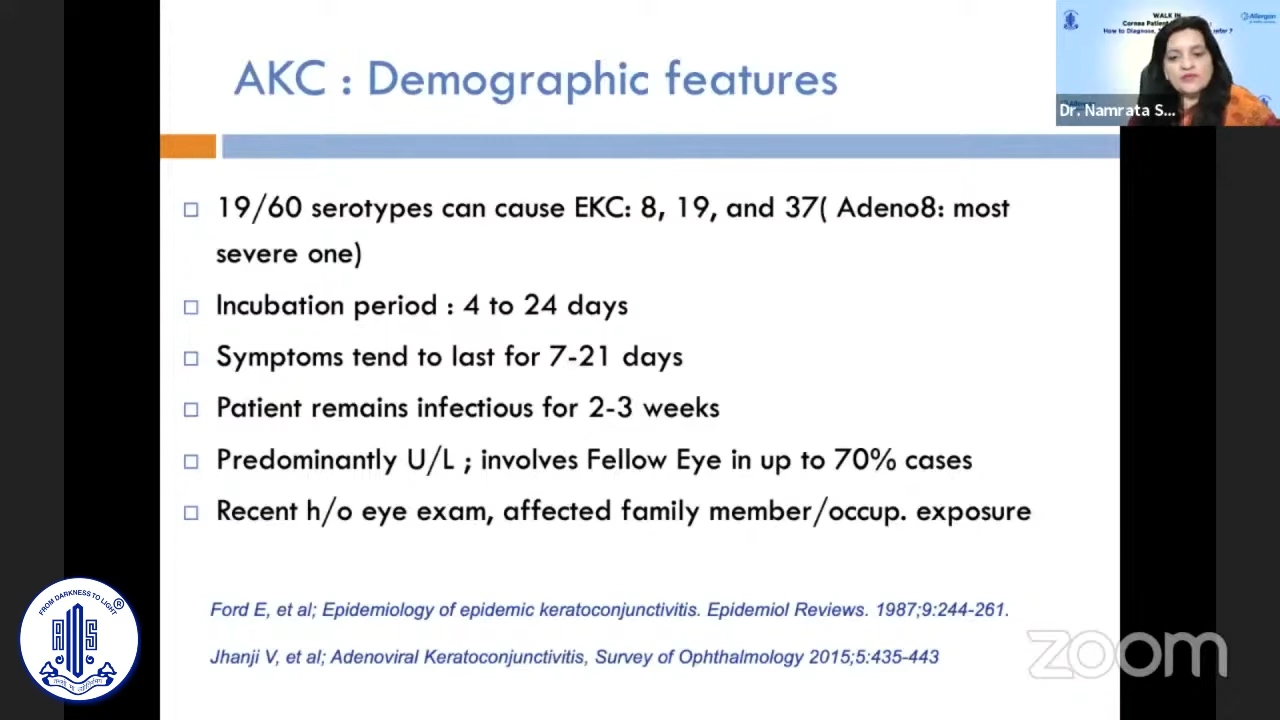 AKC : Demographic features
WALK IN
Cornea Patient
How to Diagnose,
Allergan
Dr. Namrata S...
19/60 serotypes can cause EKC: 8, 19, and 37( Adeno8: most
severe one)
Incubation period : 4 to 24 days
Symptoms tend to last for 7-21 days
Patient remains infectious for 2-3 weeks
Predominantly U/L ; involves Fellow Eye in up to 70% cases
Recent h/o eye exam, affected family member/occup. exposure
Ford E, et al; Epidemiology of epidemic keratoconjunctivitis. Epidemiol Reviews. 1987;9:244-261.
Jhanji V, et al; Adenoviral Keratoconjunctivitis, Survey of Ophthalmology 2015;5:435-443
FROM DARKNESS TO LIGHT
®
zoom